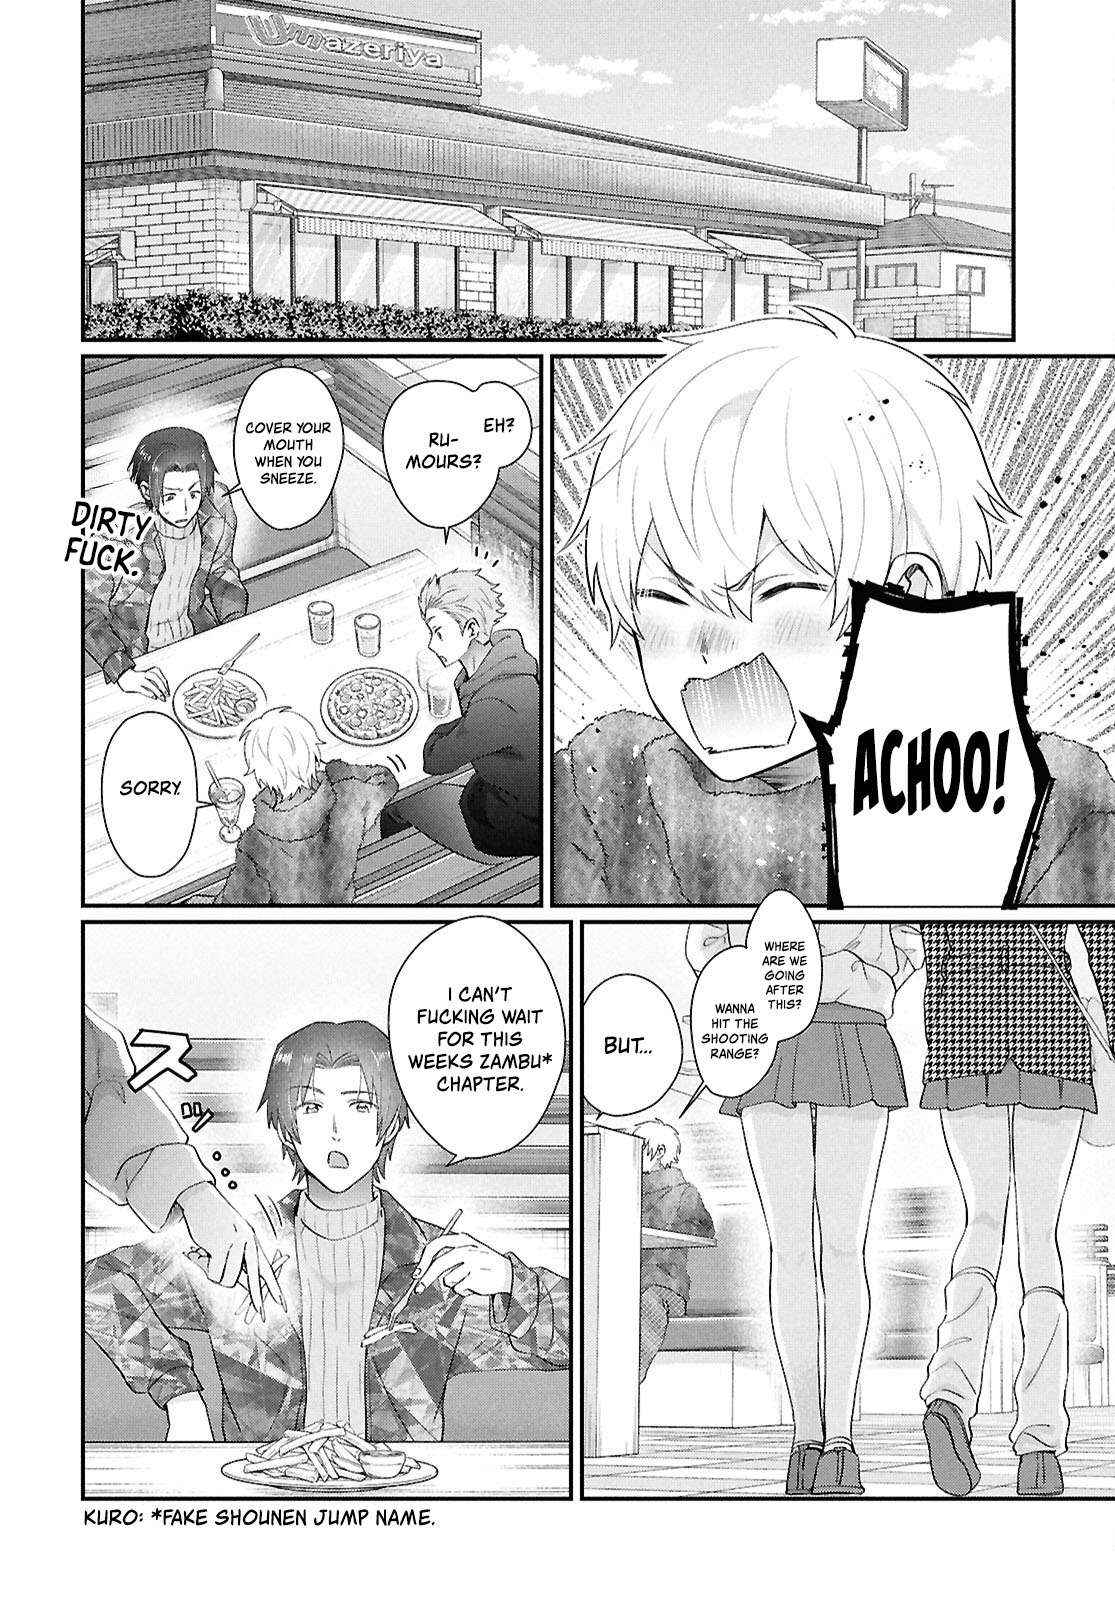 Umazeriya
ACHOO!
EH?
RU-
MOURS?
COVER YOUR
MOUTH
WHEN YOU
SNEEZE.
DIRTY
FUCK.
SORRY.
WHERE
ARE WE
GOING
AFTER
THIS?
WANNA
HIT THE
SHOOTING
RANGE?
BUT...
I CAN'T
FUCKING WAIT
FOR THIS
WEEKS ZAMBU*
CHAPTER.
ス
KURO: *FAKE SHOUNEN JUMP NAME.